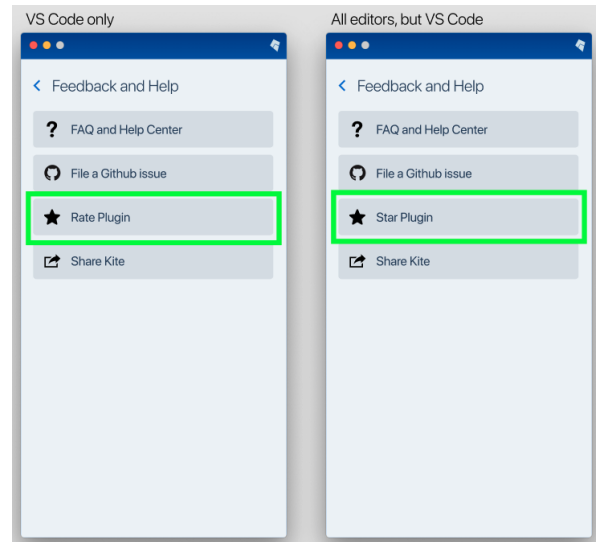 VS Code only
Feedback and Help
FAQ and Help Center
File a Github issue
Rate Plugin
Share Kite
All editors, but VS Code
Feedback and Help
FAQ and Help Center
File a Github issue
Star Plugin
Share Kite